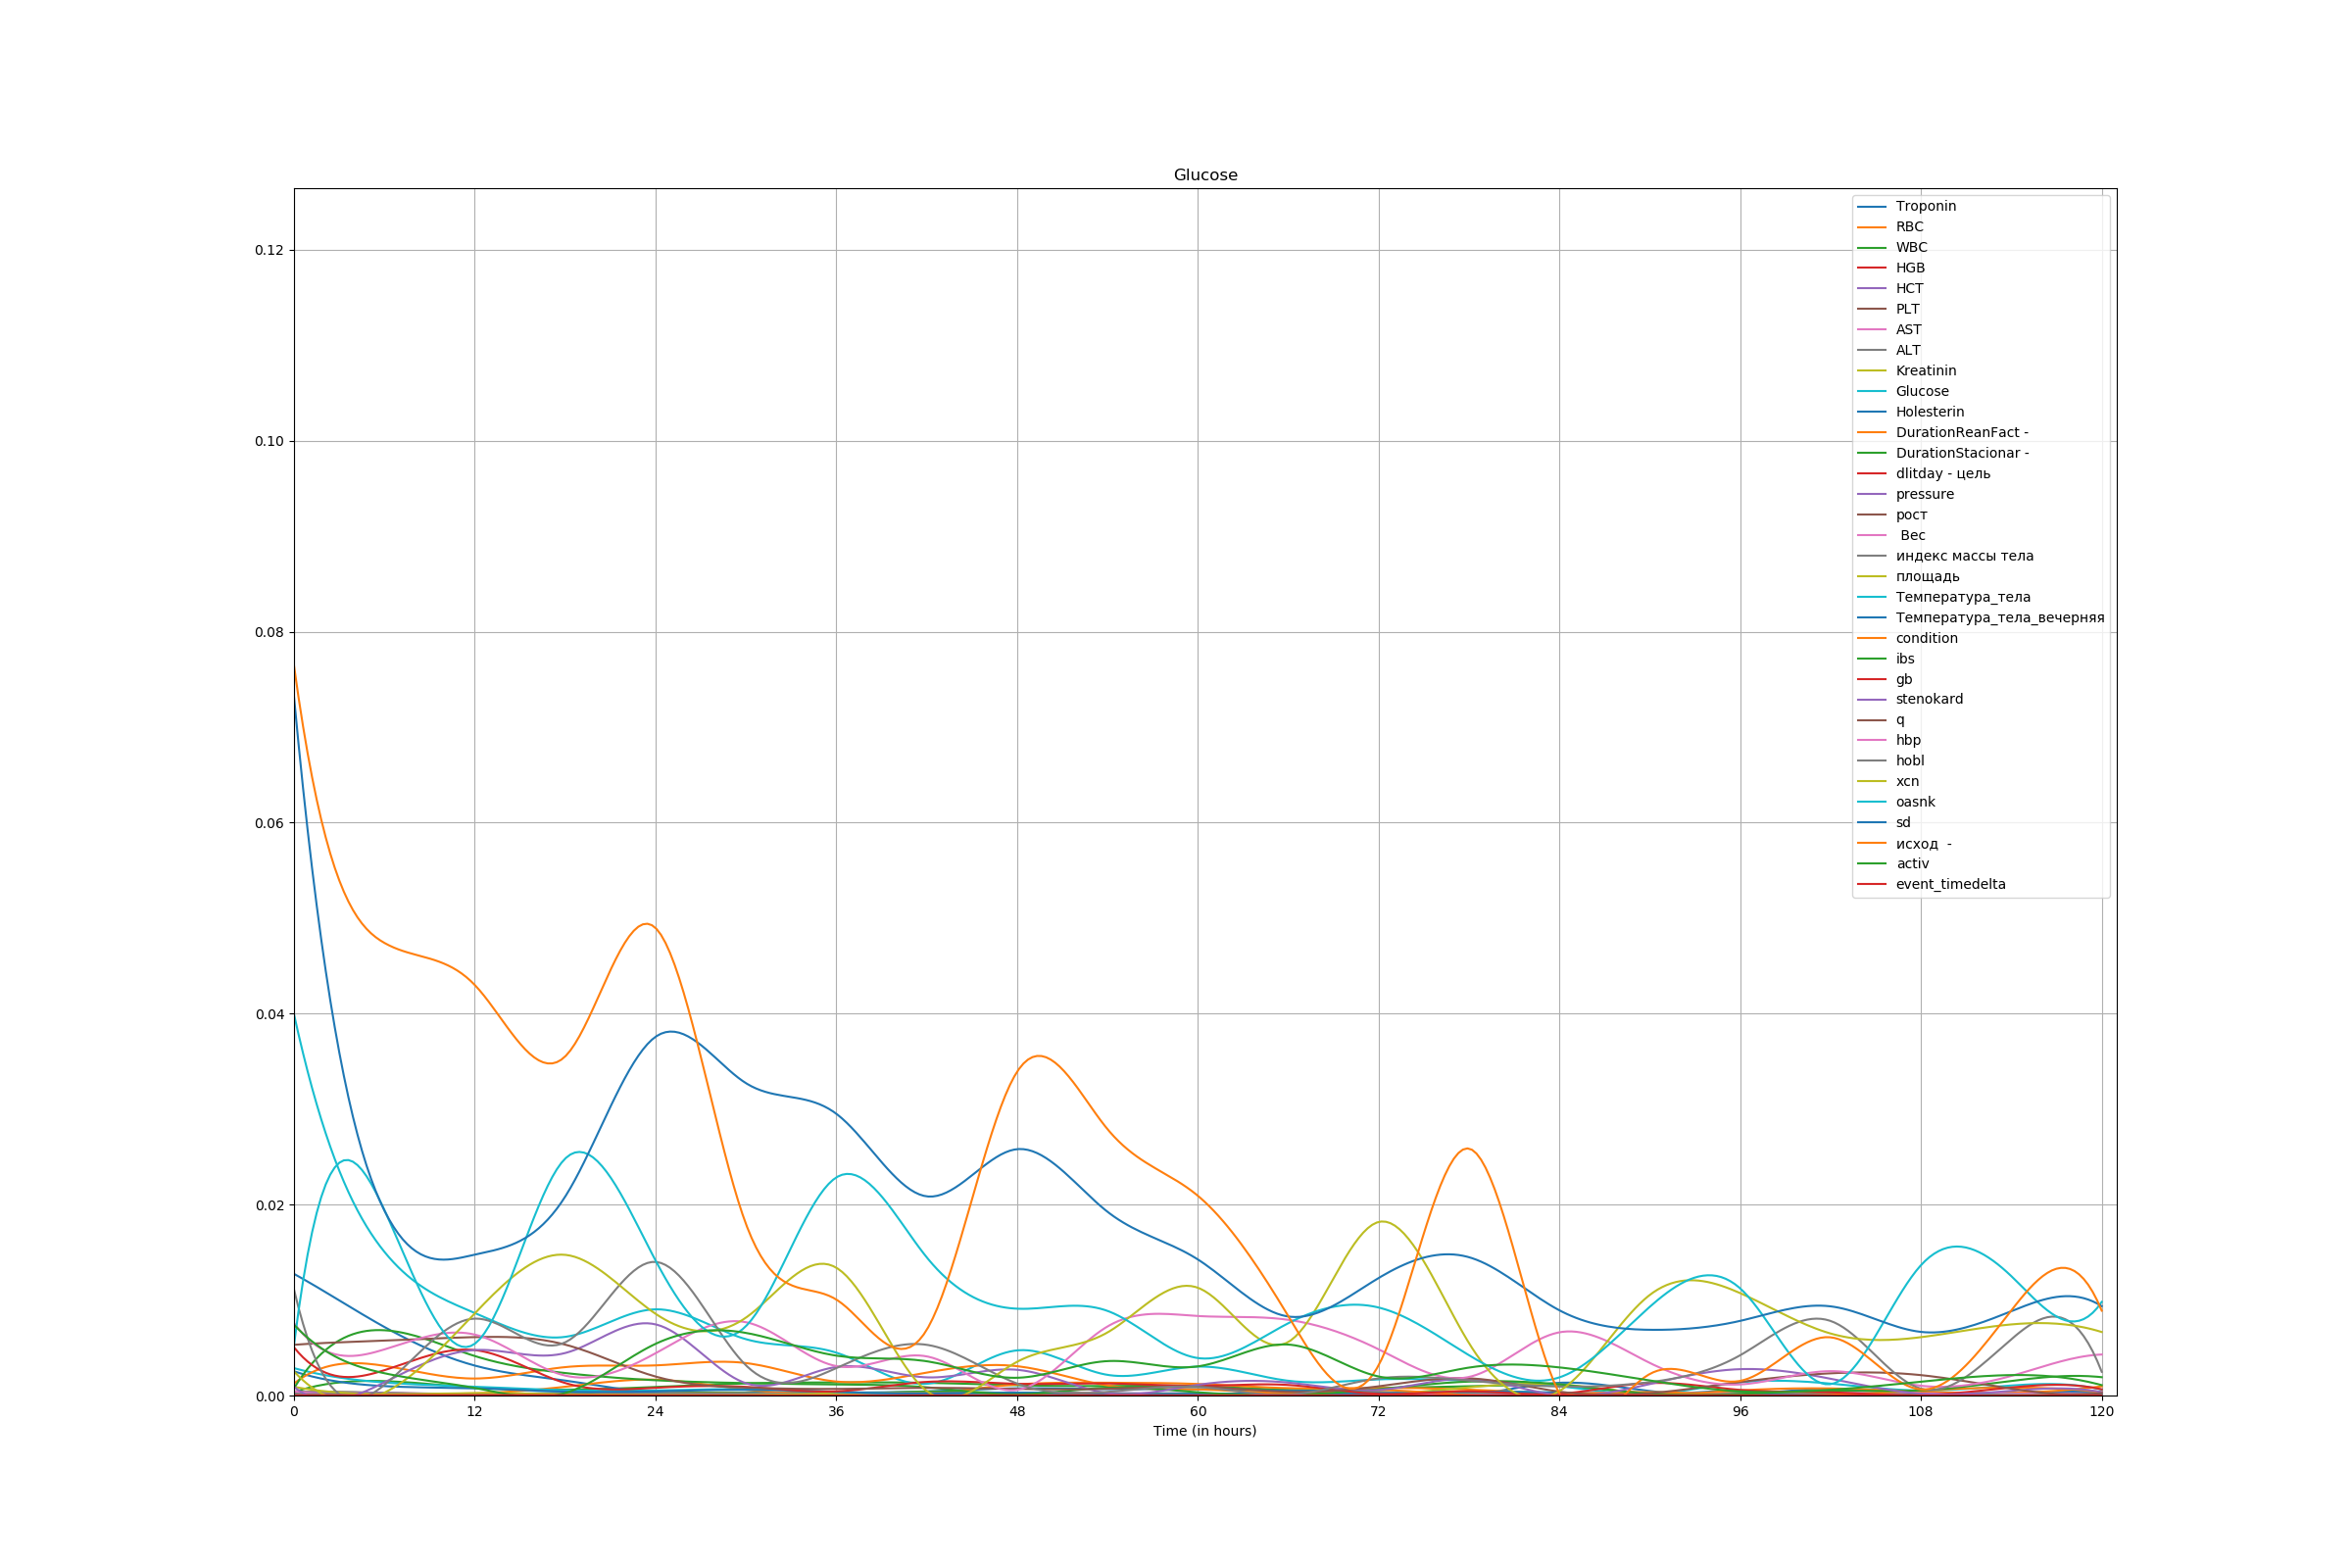 Glucose
0.12
0.10
0.08
0.06
0.04
0.02
0.00
0 12 24 36 48 60 72 84 96 108 120
Time (in hours)
Troponin
RBC
WBC
HGB
HCT
PLT
AST
ALT
Kreatinin
Glucose
Holesterin
DurationReanFact -
DurationStacionar -
dlitday - цель
pressure
рост
Вес
индекс массы тела
площадь
Температура_тела
Температура_тела_вечерняя
condition
ibs
gb
stenokard
q
hbp
hobl
xcn
oasnk
sd
исход  -
activ
event_timedelta